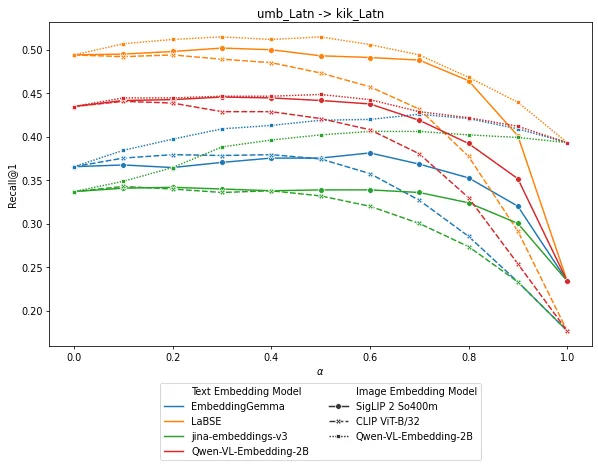 umb_Latn -> kik_Latn
Recall@1
0.50
0.45
0.40
0.35
0.30
0.25
0.20
0.0
0.2
0.4
0.6
0.8
1.0
α
Text Embedding Model
EmbeddingGemma
LaBSE
jina-embeddings-v3
Qwen-VL-Embedding-2B
Image Embedding Model
SigLIP 2 So400m
CLIP ViT-B/32
Qwen-VL-Embedding-2B